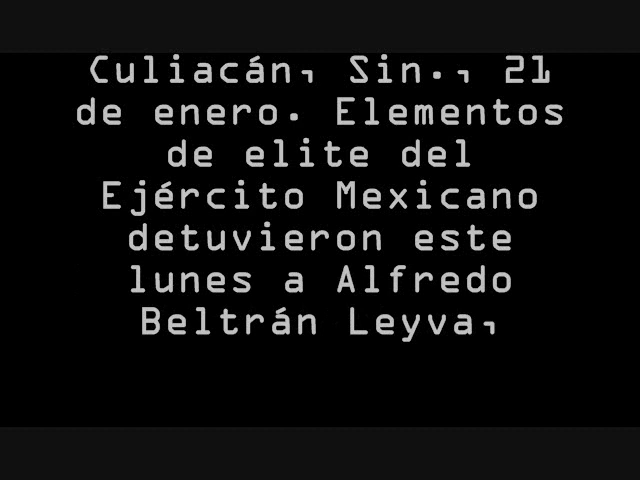 Culiacán, Sin., 21
de enero. Elementos
de elite del
Ejército Mexicano
detuvieron este
lunes a Alfredo
Beltrán Leyva,